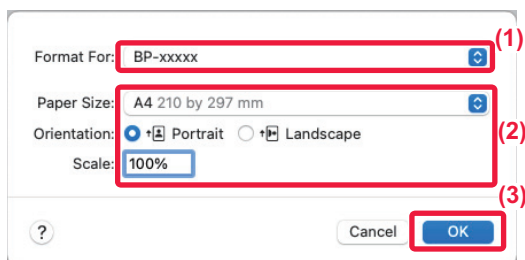 (1)
Format For: BP-xxxxx
Paper Size: A4 210 by 297 mm
Orientation: Portrait Landscape
(2)
Scale: 100%
(3)
? Cancel OK